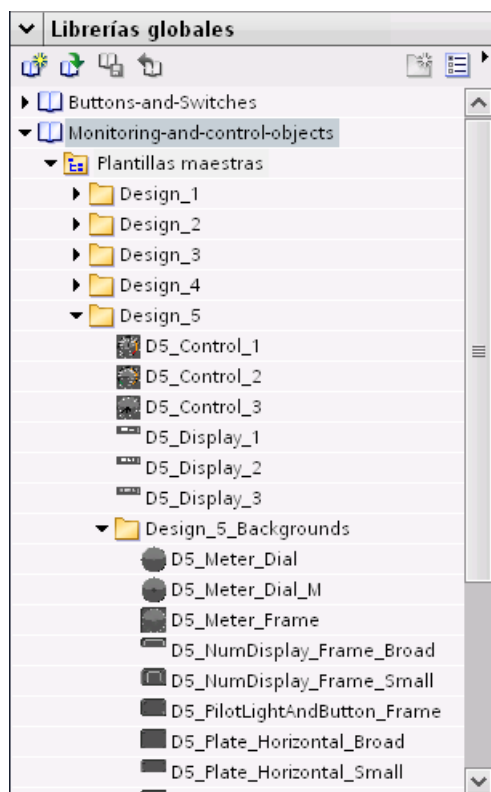 Librerías globales
Buttons-and-Switches
Monitoring-and-control-objects
Plantillas maestras
Design_1
Design_2
Design_3
Design_4
Design_5
D5_Control_1
D5_Control_2
D5_Control_3
D5_Display_1
D5_Display_2
D5_Display_3
Design_5_Backgrounds
D5_Meter_Dial
D5_Meter_Dial_M
D5_Meter_Frame
D5_NumDisplay_Frame_Broad
D5_NumDisplay_Frame_Small
D5_PilotLightAndButton_Frame
D5_Plate_Horizontal_Broad
D5_Plate_Horizontal_Small